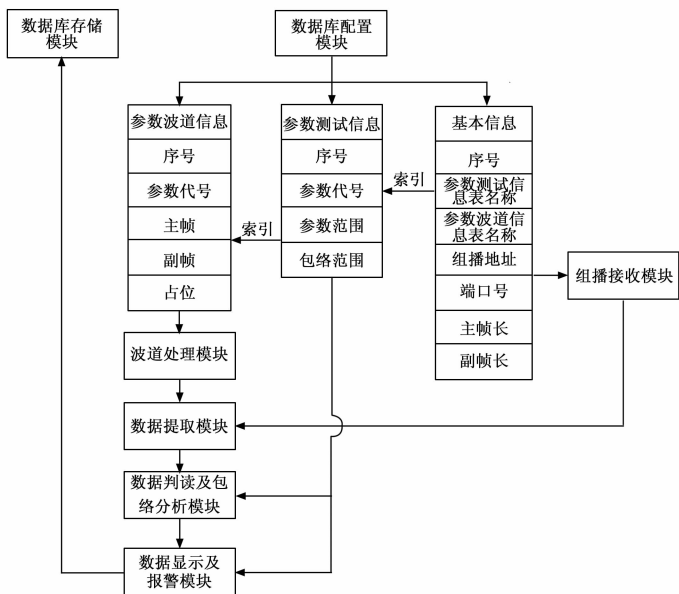 数据库存储
模块
数据库配置
模块
参数波道信息
序号
参数代号
主帧
副帧
占位
参数测试信息
序号
参数代号
参数范围
包络范围
基本信息
序号
参数测试信
息表名称
参数波道信
息表名称
组播地址
端口号
主帧长
副帧长
索引
索引
组播接收模块
波道处理模块
数据提取模块
数据判读及包
络分析模块
数据显示及
报警模块